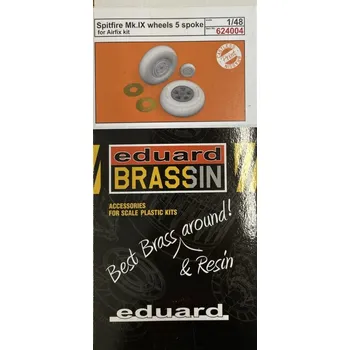 Spitfire Mk.IX wheels 5 spoke
for Airfix kit
1/48
624004
eduard
BRASSIN
ACCESSORIES
FOR SCALE PLASTIC KITS
Best Brass around!
& Resin
eduard